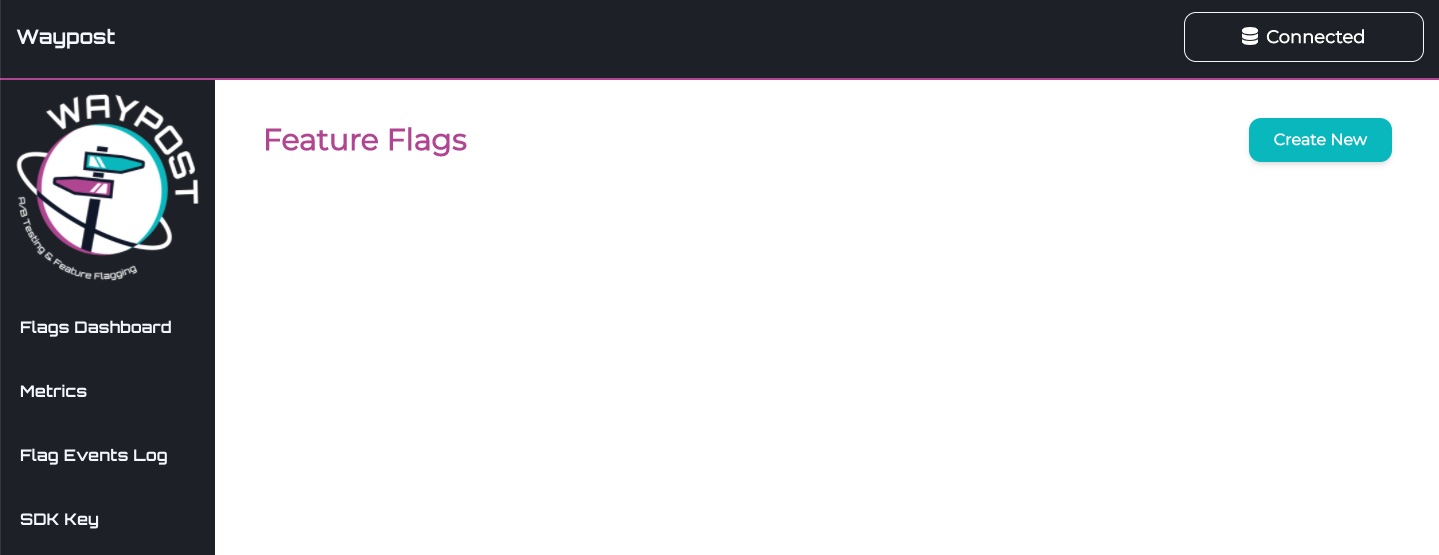 Waypost
Connected
WAYPOST
A/B Testing & Feature Flagging
Feature Flags
Create New
Flags Dashboard
Metrics
Flag Events Log
SDK Key